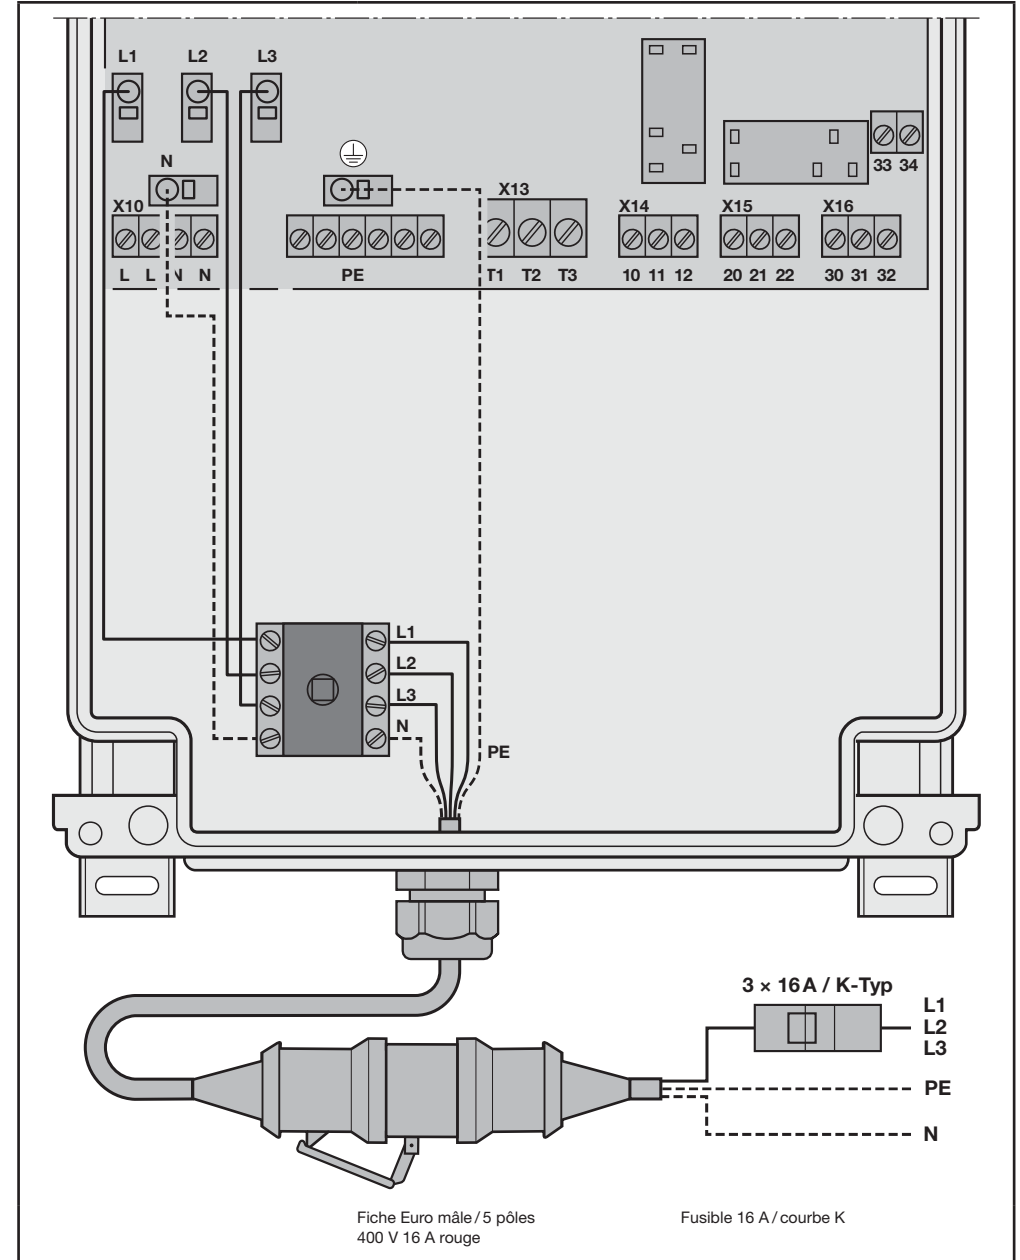 L1 L2 L3
N
X10
L L N N
PE
X13
T1 T2 T3
X14
10 11 12
X15
20 21 22
X16
30 31 32
33 34
L1
L2
L3
N
PE
3 × 16 A / K-Typ
L1
L2
L3
PE
N
Fiche Euro mâle / 5 pôles
400 V 16 A rouge
Fusible 16 A / courbe K